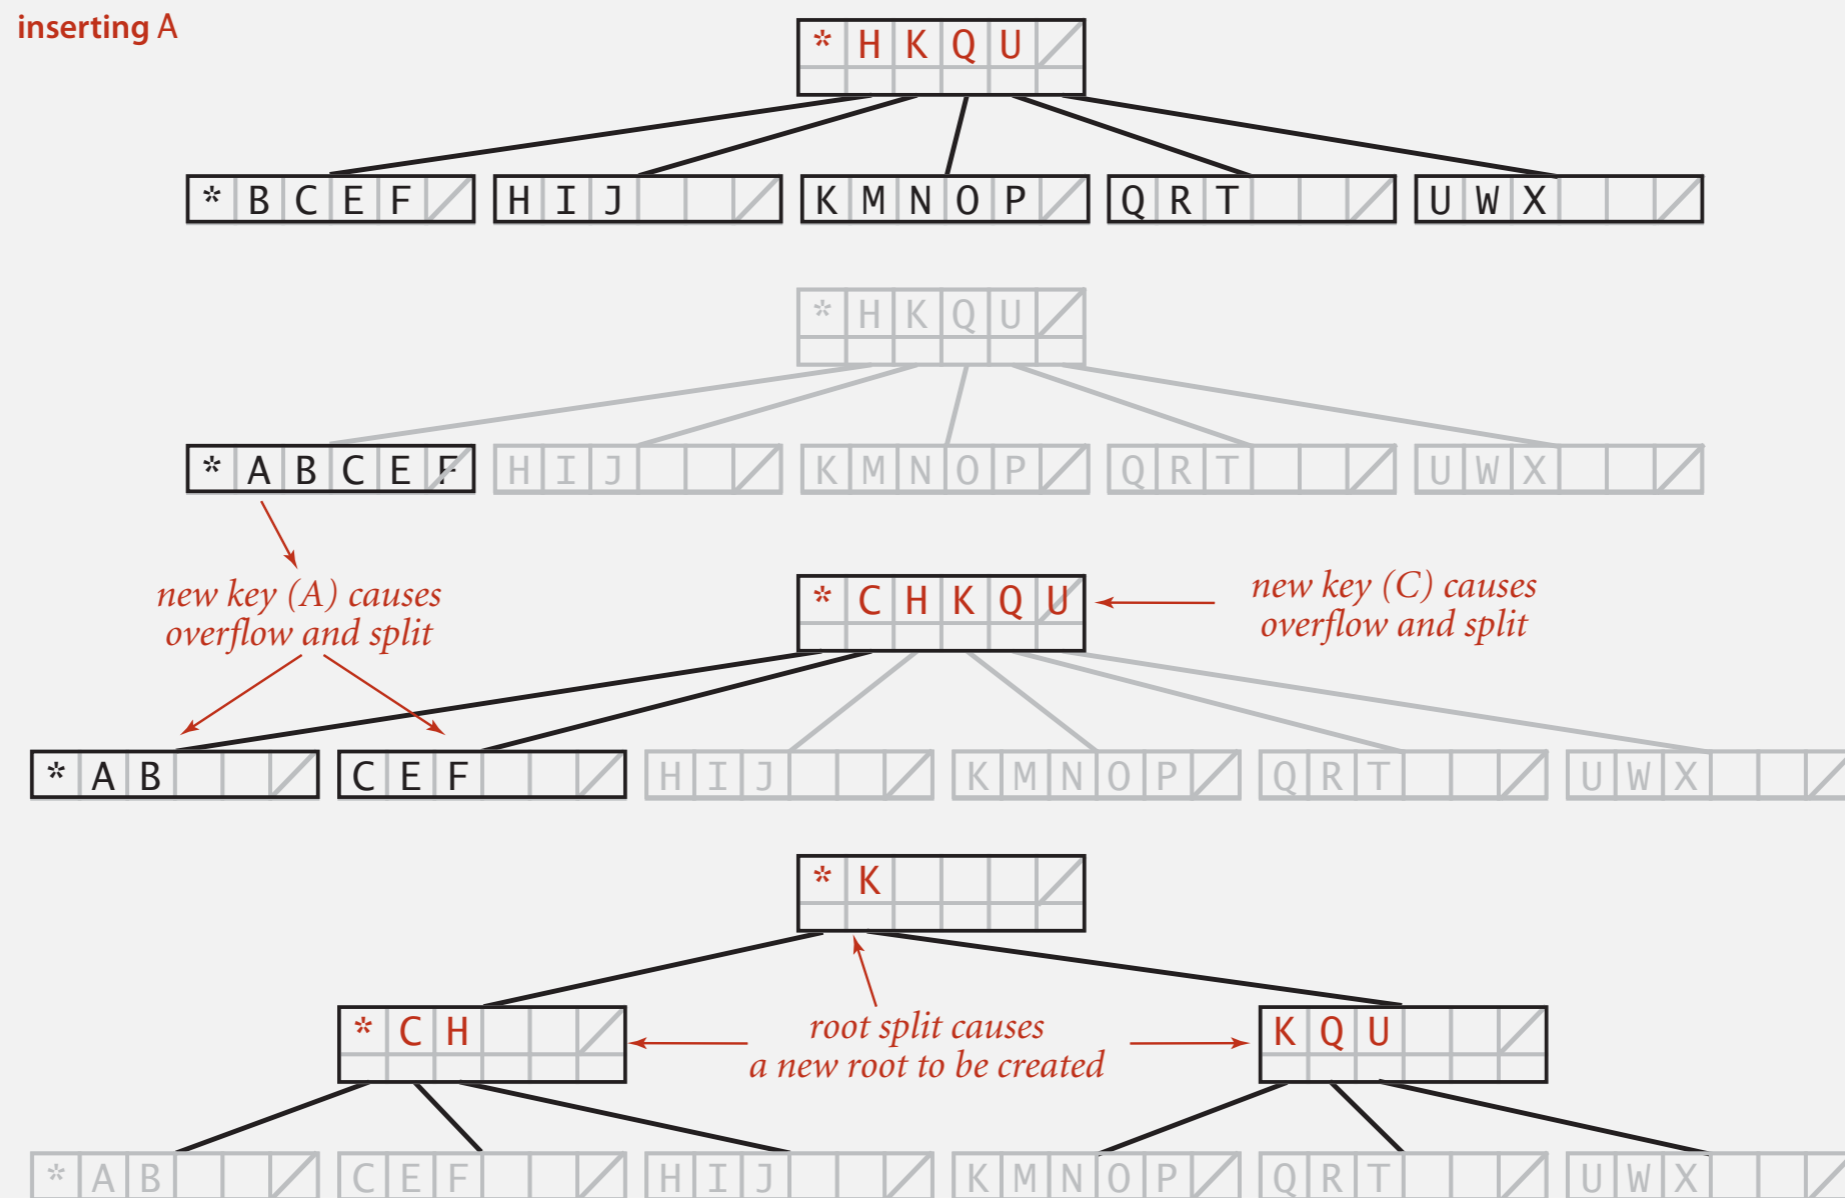 inserting A
* H K Q U
* B C E F
H I J
K M N O P
Q R T
U W X
* H K Q U
* A B C E F
H I J
K M N O P
Q R T
U W X
new key (A) causes
overflow and split
* C H K Q U
new key (C) causes
overflow and split
* A B
C E F
H I J
K M N O P
Q R T
U W X
* K
* C H
root split causes
a new root to be created
K Q U
* A B
C E F
H I J
K M N O P
Q R T
U W X